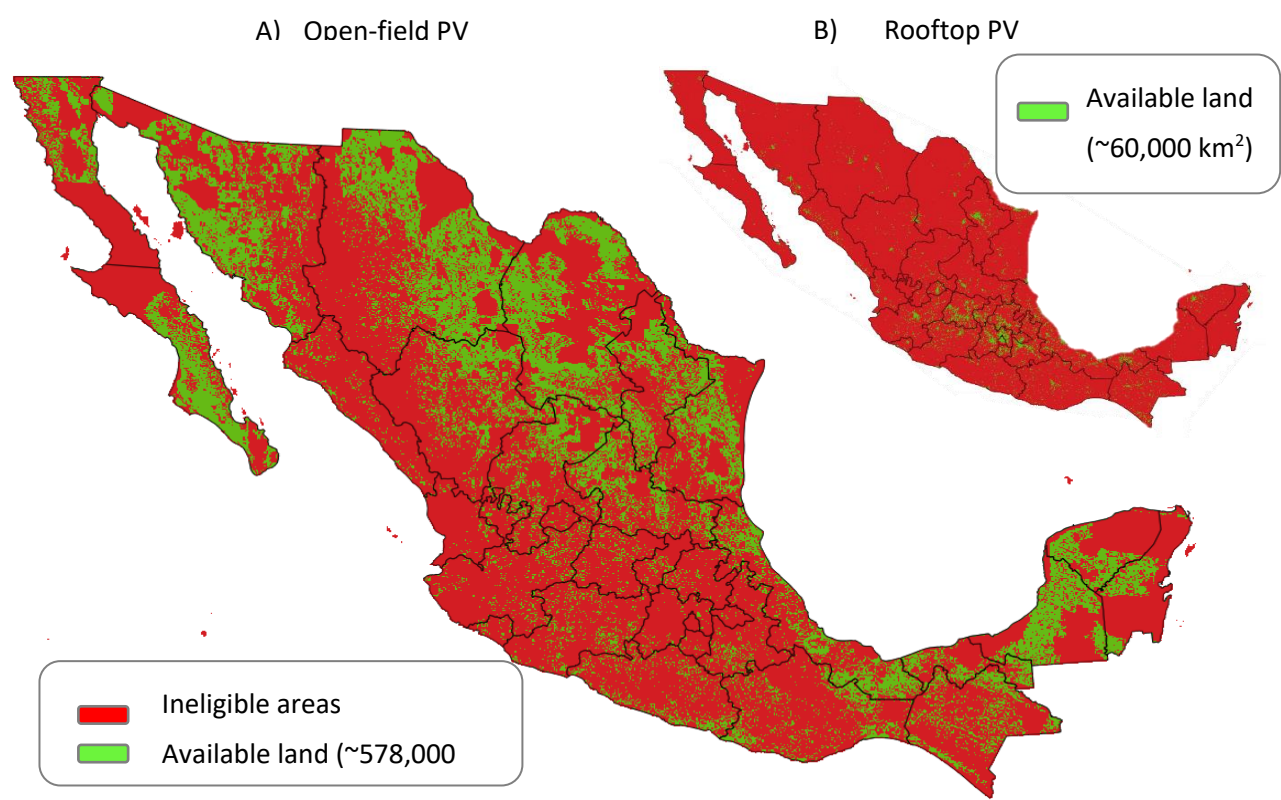 A) Open-field PV
B) Rooftop PV
Available land
(~60,000 km²)
Ineligible areas
Available land (~578,000